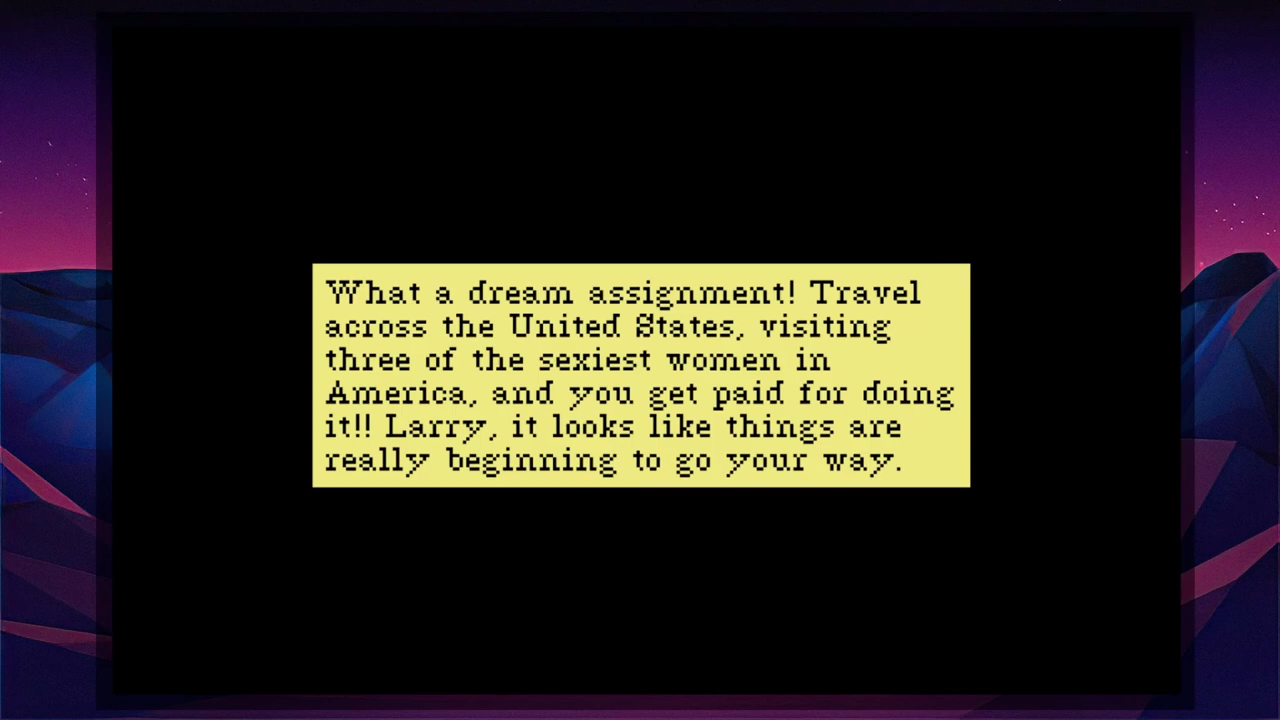 What a dream assignment! Travel
across the United States, visiting
three of the sexiest women in
America, and you get paid for doing
it!! Larry, it looks like things are
really beginning to go your way.